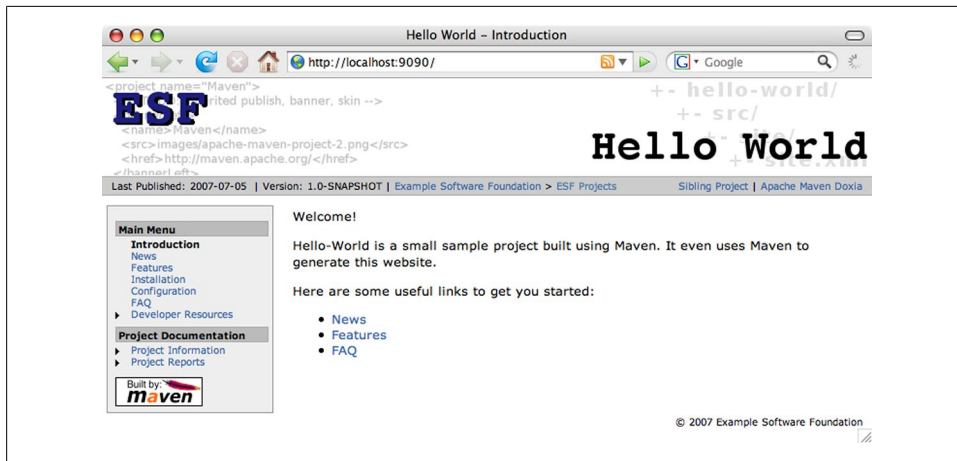 Hello World – Introduction
http://localhost:9090/
G Google
<project name="Maven">
ESF
rited publish, banner, skin -->
<name>Maven</name>
<src>images/apache-maven-project-2.png</src>
<href>http://maven.apache.org/</href>
</bannerLeft>
+- hello-world/
+- src/
+- site/
+- site.xml
Hello World
Last Published: 2007-07-05 | Version: 1.0-SNAPSHOT | Example Software Foundation > ESF Projects
Sibling Project | Apache Maven Doxia
Main Menu
Introduction
News
Features
Installation
Configuration
FAQ
Developer Resources
Project Documentation
Project Information
Project Reports
Built by:
maven
Welcome!
Hello-World is a small sample project built using Maven. It even uses Maven to
generate this website.
Here are some useful links to get you started:
• News
• Features
• FAQ
© 2007 Example Software Foundation